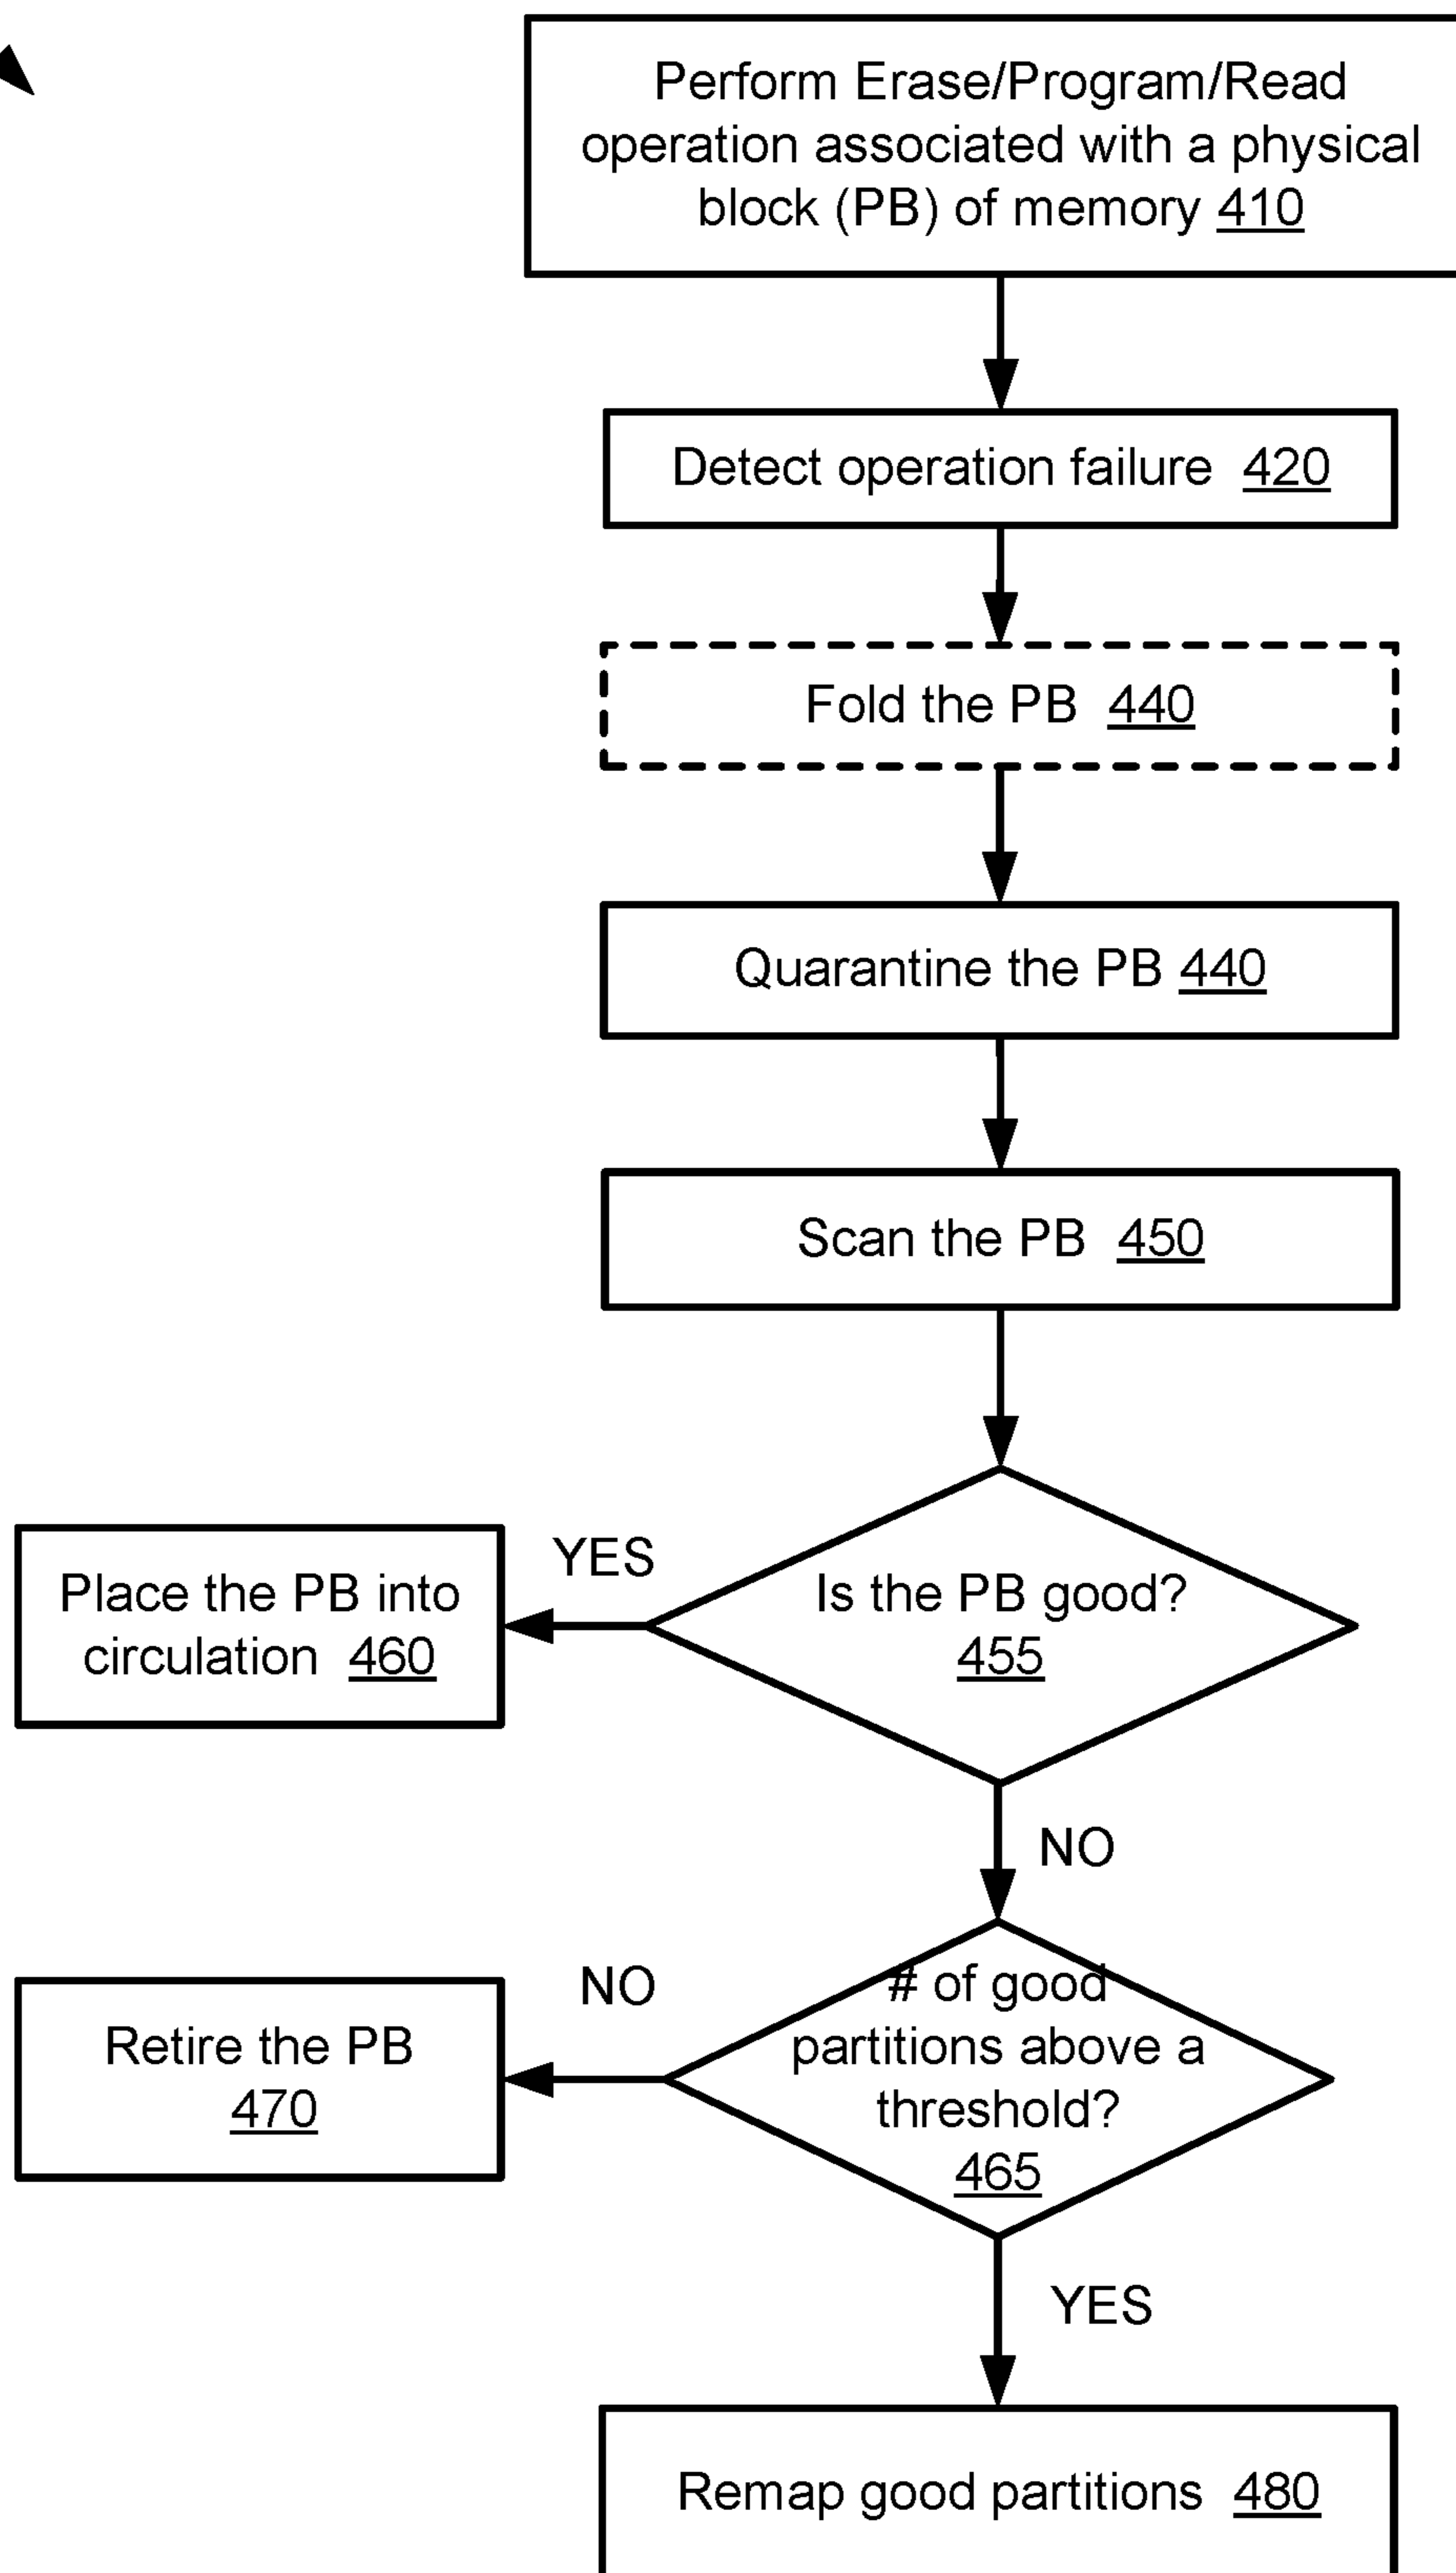 Perform Erase/Program/Read
operation associated with a physical
block (PB) of memory 410
Detect operation failure 420
Fold the PB 440
Quarantine the PB 440
Scan the PB 450
Is the PB good?
455
YES
Place the PB into
circulation 460
NO
# of good
partitions above a
threshold?
465
NO
Retire the PB
470
YES
Remap good partitions 480